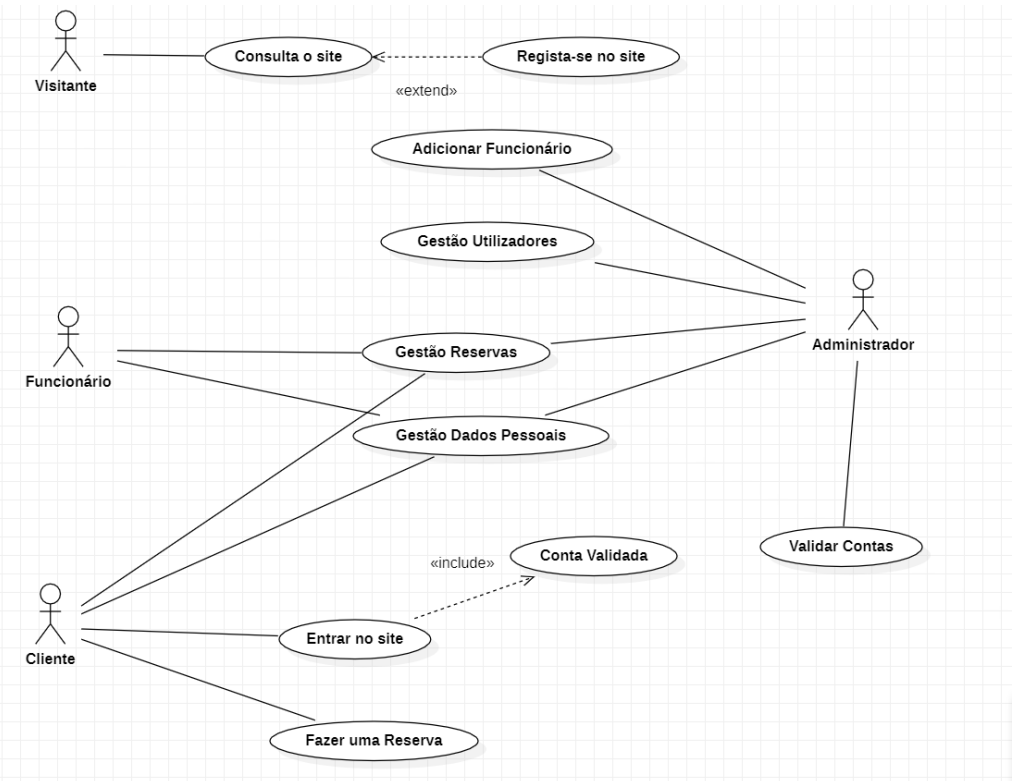 Visitante
Consulta o site
Regista-se no site
«extend»
Adicionar Funcionário
Gestão Utilizadores
Administrador
Funcionário
Gestão Reservas
Gestão Dados Pessoais
Validar Contas
«include»
Conta Validada
Cliente
Entrar no site
Fazer uma Reserva